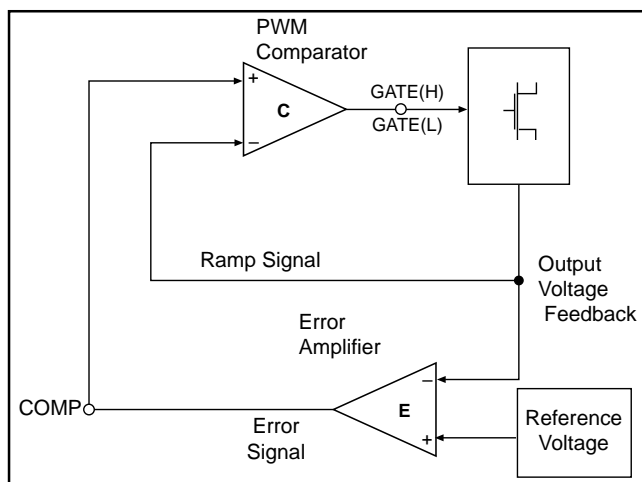 PWM
Comparator
+
C
–
GATE(H)
GATE(L)
Ramp Signal
Output
Voltage
Feedback
Error
Amplifier
–
E
+
COMP
Error
Signal
Reference
Voltage